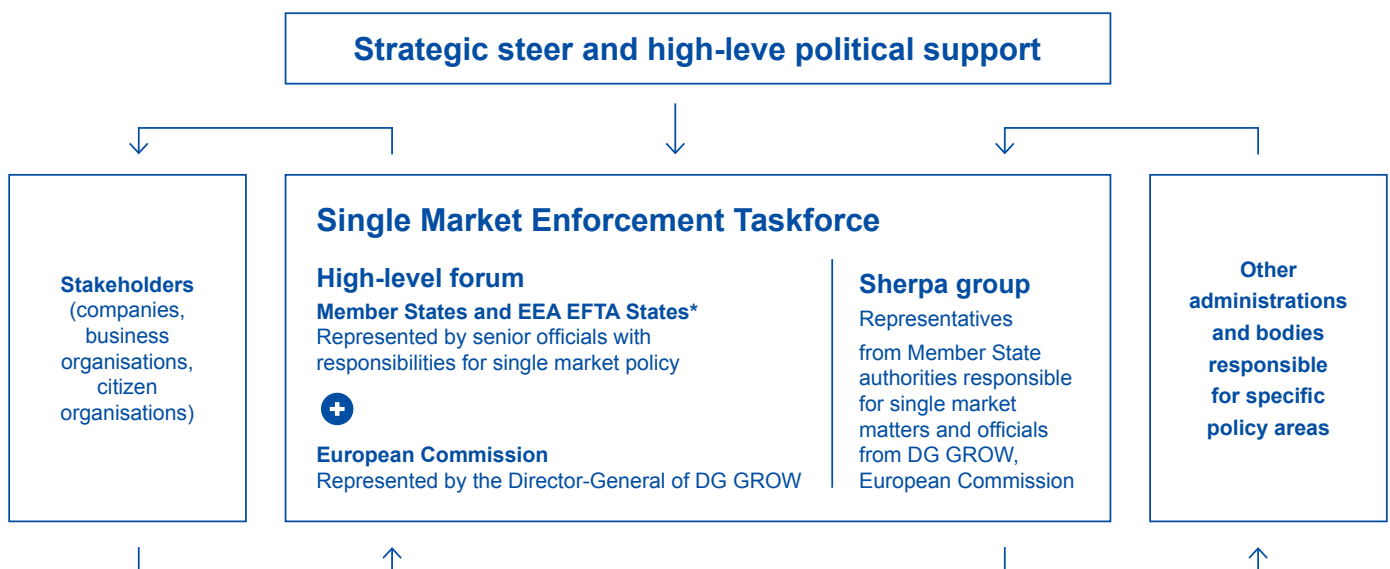 Strategic steer and high-leve political support
Stakeholders
(companies,
business
organisations,
citizen
organisations)
Single Market Enforcement Taskforce
High-level forum
Member States and EEA EFTA States*
Represented by senior officials with
responsibilities for single market policy
+
European Commission
Represented by the Director-General of DG GROW
Sherpa group
Representatives
from Member State
authorities responsible
for single market
matters and officials
from DG GROW,
European Commission
Other
administrations
and bodies
responsible
for specific
policy areas